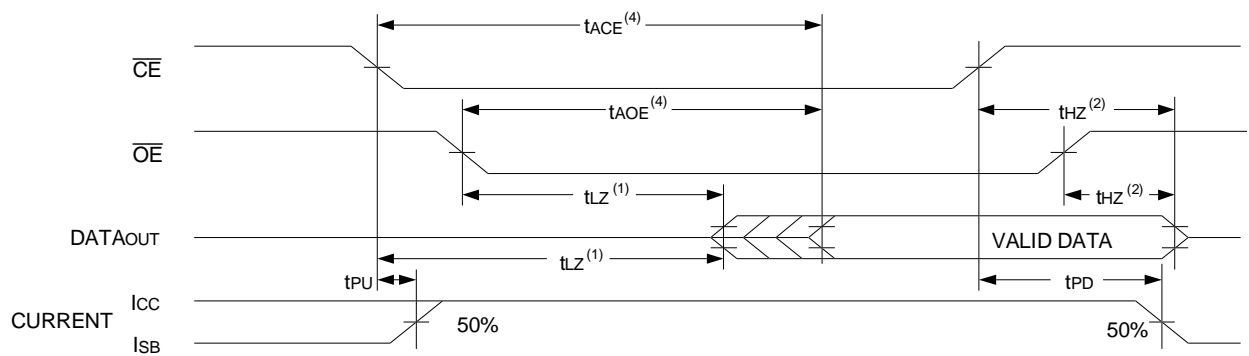 tACE(4)
CE
tAOE(4)
tHZ(2)
OE
tLZ(1)
tHZ(2)
DATAOUT
VALID DATA
tLZ(1)
tPU
tPD
ICC
CURRENT
50%
50%
ISB